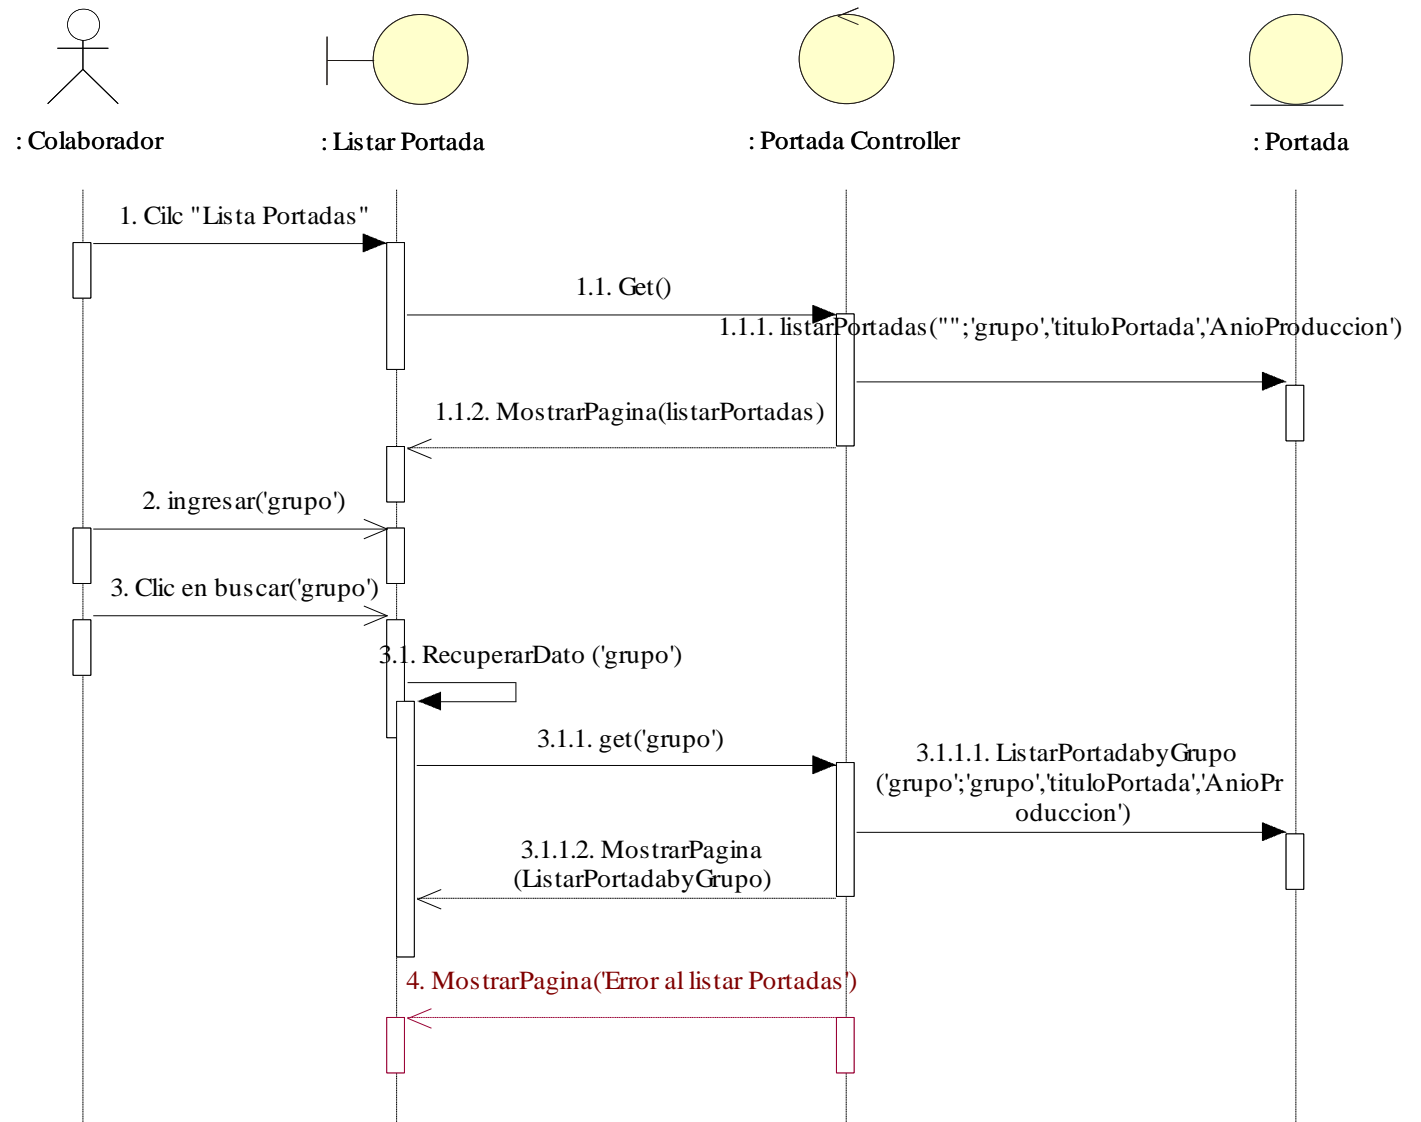 : Colaborador
: Listar Portada
: Portada Controller
: Portada
1. Cilc "Lista Portadas"
1.1. Get()
1.1.1. listarPortadas("";'grupo','tituloPortada','AnioProduccion')
1.1.2. MostrarPagina(listarPortadas)
2. ingresar('grupo')
3. Clic en buscar('grupo')
3.1. RecuperarDato ('grupo')
3.1.1. get('grupo')
3.1.1.1. ListarPortadabyGrupo
('grupo';'grupo','tituloPortada','AnioPr
oduccion')
3.1.1.2. MostrarPagina
(ListarPortadabyGrupo)
4. MostrarPagina('Error al listar Portadas')